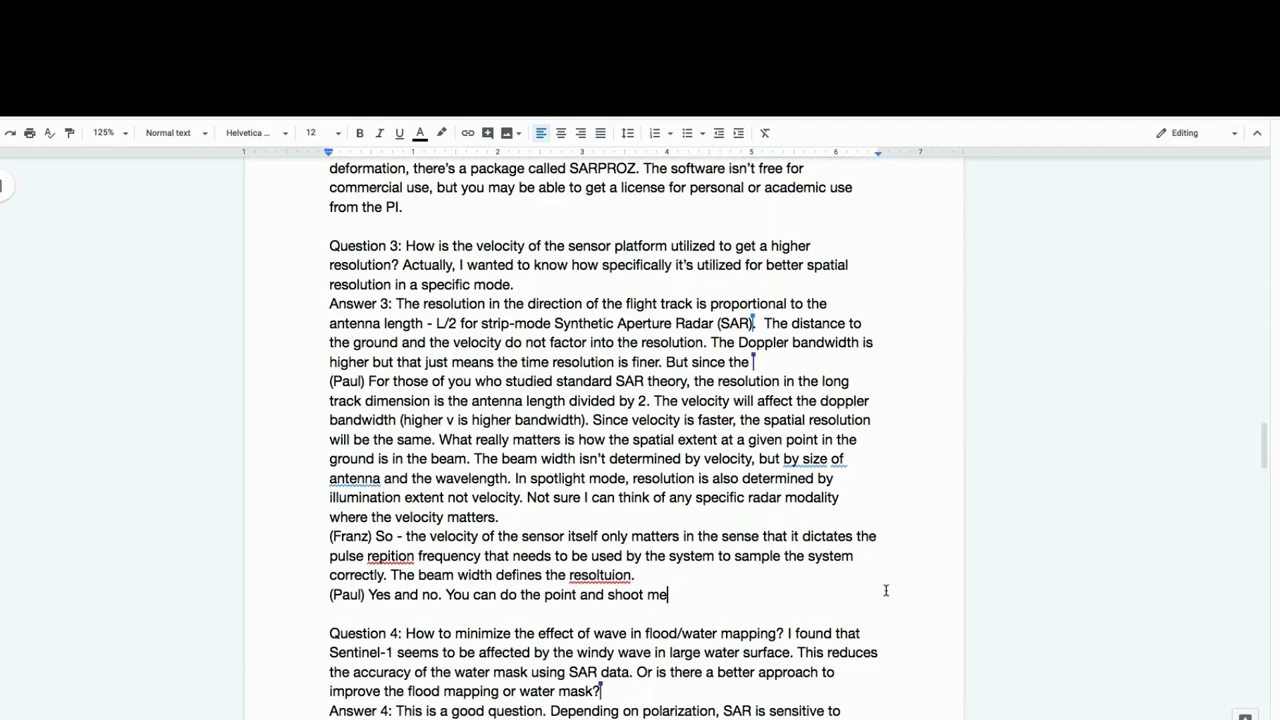 125% Normal text Helvetica ... 12 B I U A Editing
1 1 2 3 4 5 6 7
deformation, there's a package called SARPROZ. The software isn't free for
commercial use, but you may be able to get a license for personal or academic use
from the PI.
Question 3: How is the velocity of the sensor platform utilized to get a higher
resolution? Actually, I wanted to know how specifically it's utilized for better spatial
resolution in a specific mode.
Answer 3: The resolution in the direction of the flight track is proportional to the
antenna length - L/2 for strip-mode Synthetic Aperture Radar (SAR). The distance to
the ground and the velocity do not factor into the resolution. The Doppler bandwidth is
higher but that just means the time resolution is finer. But since the
(Paul) For those of you who studied standard SAR theory, the resolution in the long
track dimension is the antenna length divided by 2. The velocity will affect the doppler
bandwidth (higher v is higher bandwidth). Since velocity is faster, the spatial resolution
will be the same. What really matters is how the spatial extent at a given point in the
ground is in the beam. The beam width isn't determined by velocity, but by size of
antenna and the wavelength. In spotlight mode, resolution is also determined by
illumination extent not velocity. Not sure I can think of any specific radar modality
where the velocity matters.
(Franz) So - the velocity of the sensor itself only matters in the sense that it dictates the
pulse repition frequency that needs to be used by the system to sample the system
correctly. The beam width defines the resoltuion.
(Paul) Yes and no. You can do the point and shoot me
Question 4: How to minimize the effect of wave in flood/water mapping? I found that
Sentinel-1 seems to be affected by the windy wave in large water surface. This reduces
the accuracy of the water mask using SAR data. Or is there a better approach to
improve the flood mapping or water mask?
Answer 4: This is a good question. Depending on polarization, SAR is sensitive to